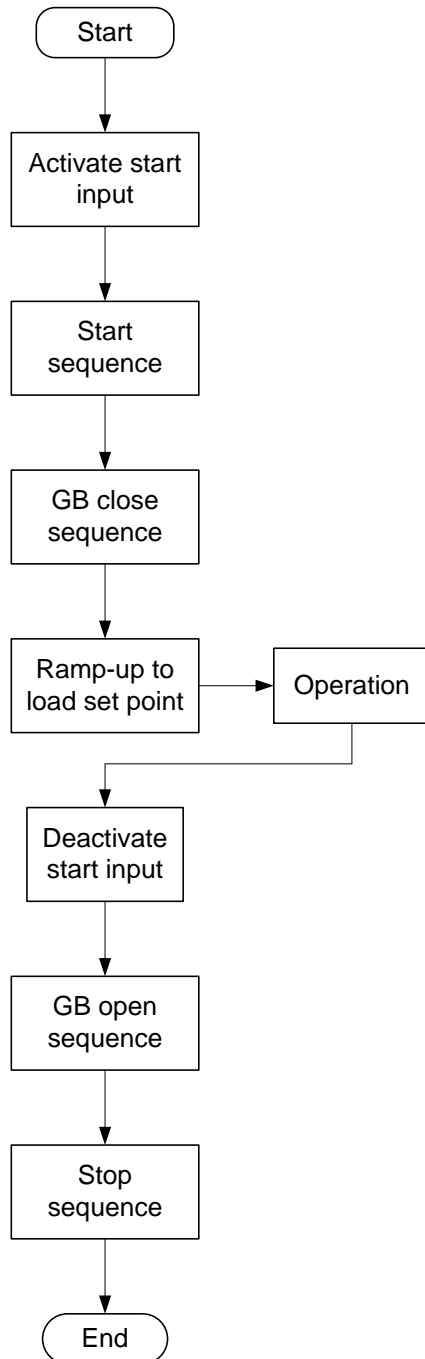 Start
Activate start
input
Start
sequence
GB close
sequence
Ramp-up to
load set point
Operation
Deactivate
start input
GB open
sequence
Stop
sequence
End